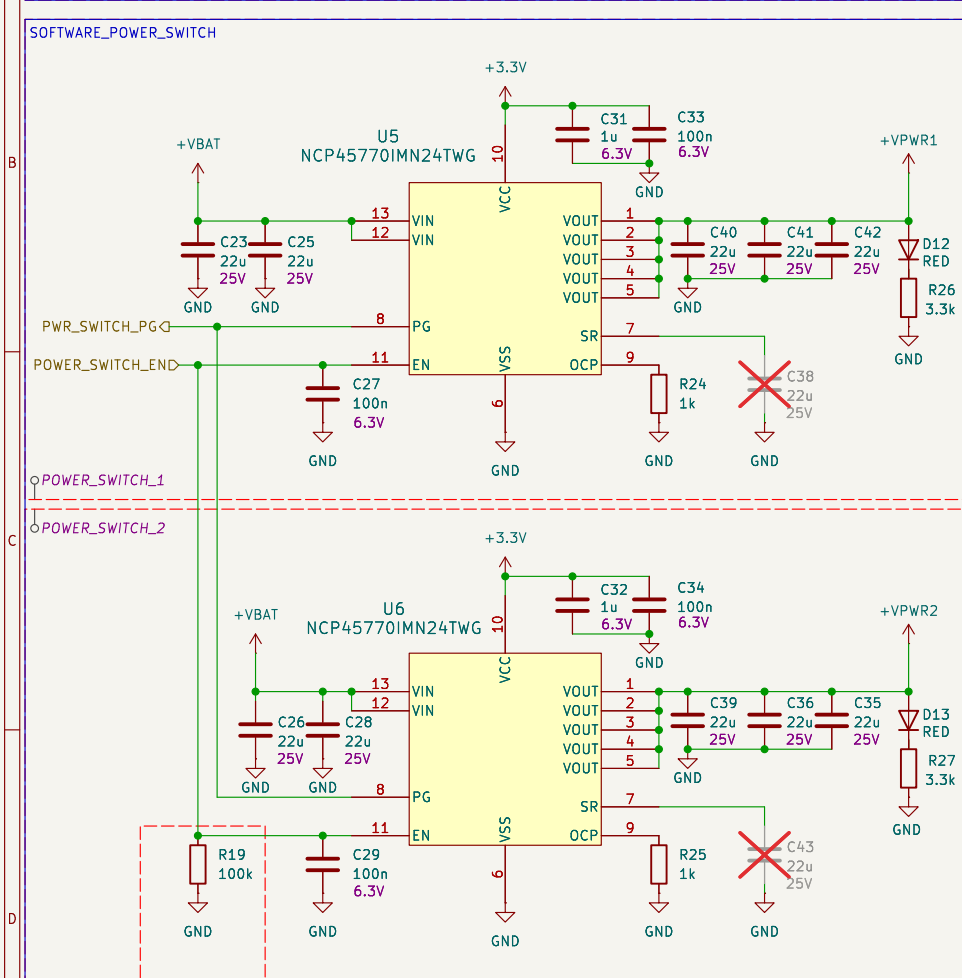 SOFTWARE_POWER_SWITCH
+3.3V
C31
1u
6.3V
C33
100n
6.3V
GND
U5
NCP45770IMN24TWG
+VBAT
+VPWR1
B
10
VCC
13
VIN
12
VIN
VOUT
1
VOUT
2
VOUT
3
VOUT
4
VOUT
5
C23
22u
25V
C25
22u
25V
GND
GND
C40
22u
25V
C41
22u
25V
C42
22u
25V
GND
D12
RED
R26
3.3k
GND
PWR_SWITCH_PG
8
PG
SR
7
POWER_SWITCH_EN
11
EN
VSS
OCP
9
6
C27
100n
6.3V
GND
GND
R24
1k
GND
C38
22u
25V
GND
POWER_SWITCH_1
POWER_SWITCH_2
C
+3.3V
C32
1u
6.3V
C34
100n
6.3V
GND
U6
NCP45770IMN24TWG
+VBAT
+VPWR2
10
VCC
13
VIN
12
VIN
VOUT
1
VOUT
2
VOUT
3
VOUT
4
VOUT
5
C26
22u
25V
C28
22u
25V
GND
GND
C39
22u
25V
C36
22u
25V
C35
22u
25V
GND
D13
RED
R27
3.3k
GND
8
PG
SR
7
11
EN
VSS
OCP
9
6
R19
100k
GND
C29
100n
6.3V
GND
GND
R25
1k
GND
C43
22u
25V
GND
D